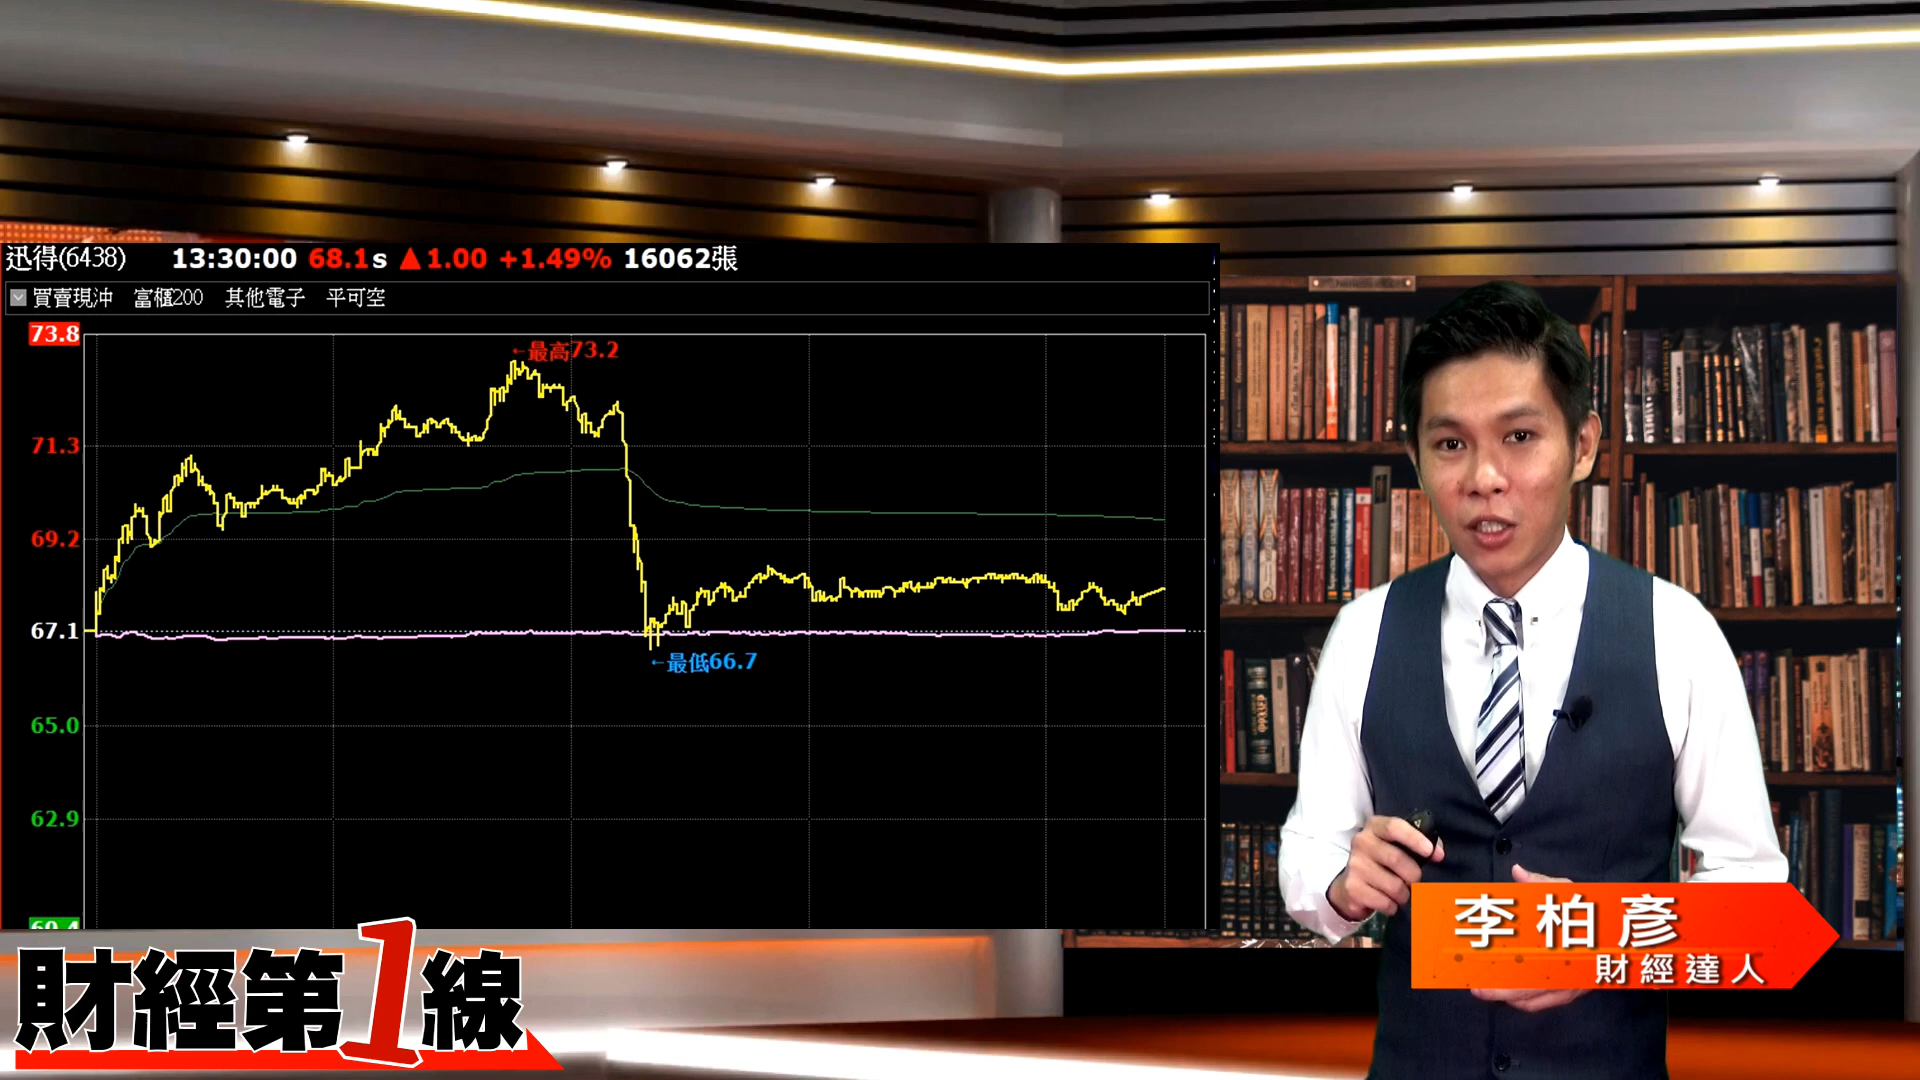 迅得(6438) 13:30:00 68.1s ▲1.00 +1.49% 16062張
買賣現沖 富櫃200 其他電子 平可空
73.8
←最高73.2
71.3
69.2
67.1
←最低66.7
65.0
62.9
60.4
李柏彥
財經達人
財經第1線